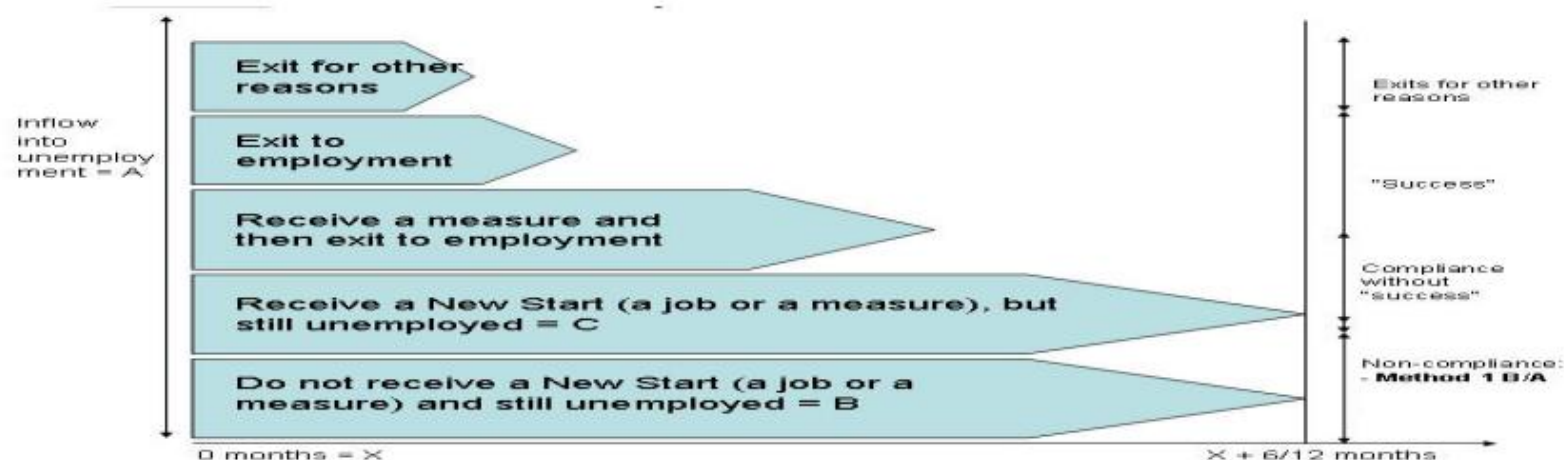 Inflow
into
unemploy
ment = A
Exit for other
reasons
Exit to
employment
Receive a measure and
then exit to employment
Receive a New Start (a job or a measure), but
still unemployed = C
Do not receive a New Start (a job or a
measure) and still unemployed = B
Exits for other
reasons
"Success"
Compliance
without
"success"
Non-compliance:
- Method 1 B/A
0 months = X
X + 6/12 months